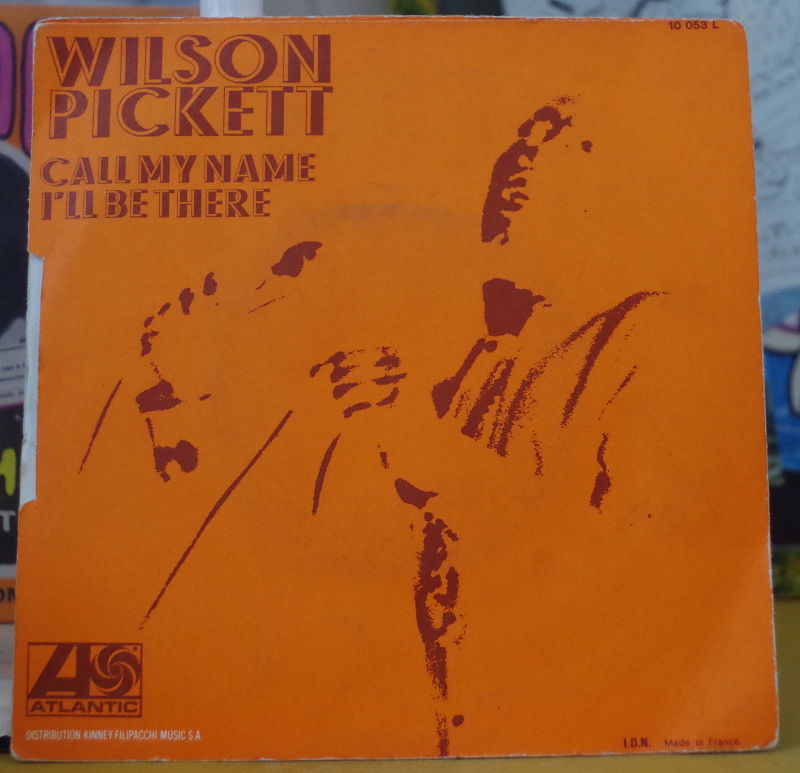 10 053 L
WILSON
PICKETT
CALL MY NAME
I'LL BE THERE
ATLANTIC
DISTRIBUTION KINNEY FILIPACCHI MUSIC S.A.
I.D.N. Made in France